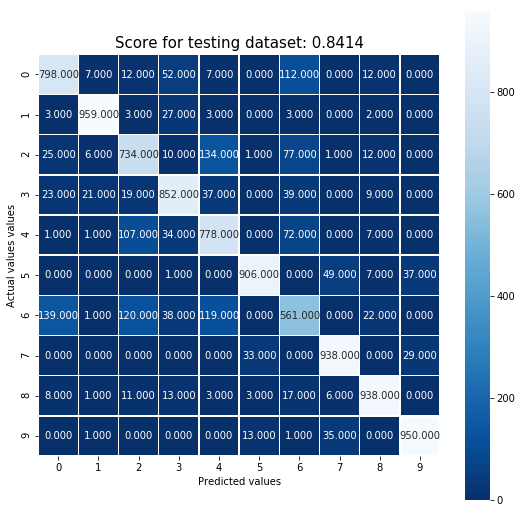 Score for testing dataset: 0.8414
0 798.000 7.000 12.000 52.000 7.000 0.000 112.000 0.000 12.000 0.000
1 3.000 959.000 3.000 27.000 3.000 0.000 3.000 0.000 2.000 0.000
2 25.000 6.000 734.000 10.000 134.000 1.000 77.000 1.000 12.000 0.000
3 23.000 21.000 19.000 852.000 37.000 0.000 39.000 0.000 9.000 0.000
4 1.000 1.000 107.000 34.000 778.000 0.000 72.000 0.000 7.000 0.000
5 0.000 0.000 0.000 1.000 0.000 906.000 0.000 49.000 7.000 37.000
6 139.000 1.000 120.000 38.000 119.000 0.000 561.000 0.000 22.000 0.000
7 0.000 0.000 0.000 0.000 0.000 33.000 0.000 938.000 0.000 29.000
8 8.000 1.000 11.000 13.000 3.000 3.000 17.000 6.000 938.000 0.000
9 0.000 1.000 0.000 0.000 0.000 13.000 1.000 35.000 0.000 950.000
0 1 2 3 4 5 6 7 8 9
Predicted values
Actual values values
800
600
400
200
0